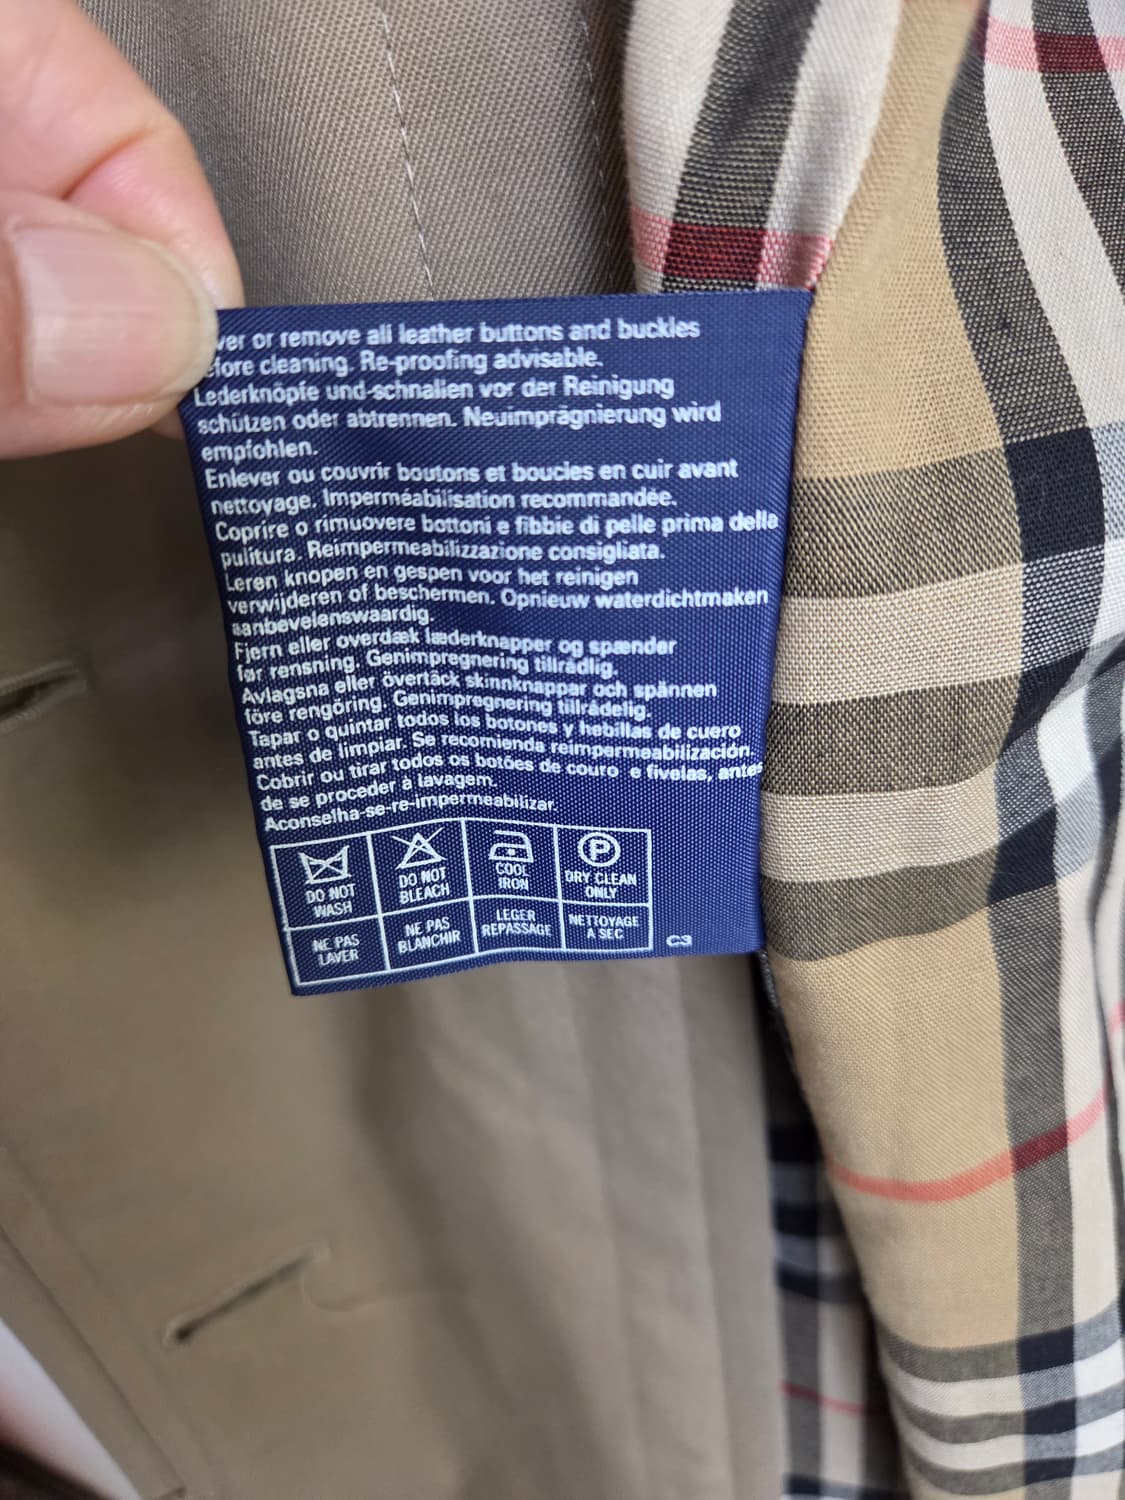 or remove all leather buttons and buckles
cleaning. Re-proofing advisable.
Lederknöpfe und-schnallen vor der Reinigung
schützen oder abtrennen. Neuimprägnierung wird
empfohlen.
Enlever ou couvrir boutons et boucles en cuir avant
nettoyage. Imperméabilisation recommandée.
Coprire o rimuovere bottoni e fibbie di pelle prima della
pulitura. Reimpermeabilizzazione consigliata.
Leren knopen en gespen voor het reinigen
verwijderen of beschermen. Opnieuw waterdichtmaken
aanbevelenswaardig.
Fjern eller overdæk læderknapper og spænder
før rensning. Genimpregnering tillrådlig.
Avlagsna eller övertäck skinnknappar och spännen
före rengöring. Genimpregnering tillrådelig.
Tapar o quintar todos los botones y hebillas de cuero
antes de limpiar. Se recomienda reimpermeabilización.
Cobrir ou tirar todos os botões de couro e fivelas, antes
de se proceder à lavagem.
Aconselha-se-re-impermeabilizar.
DO NOT WASH
DO NOT BLEACH
COOL IRON
P
DRY CLEAN ONLY
NE PAS LAVER
NE PAS BLANCHIR
LEGER REPASSAGE
NETTOYAGE A SEC
C3